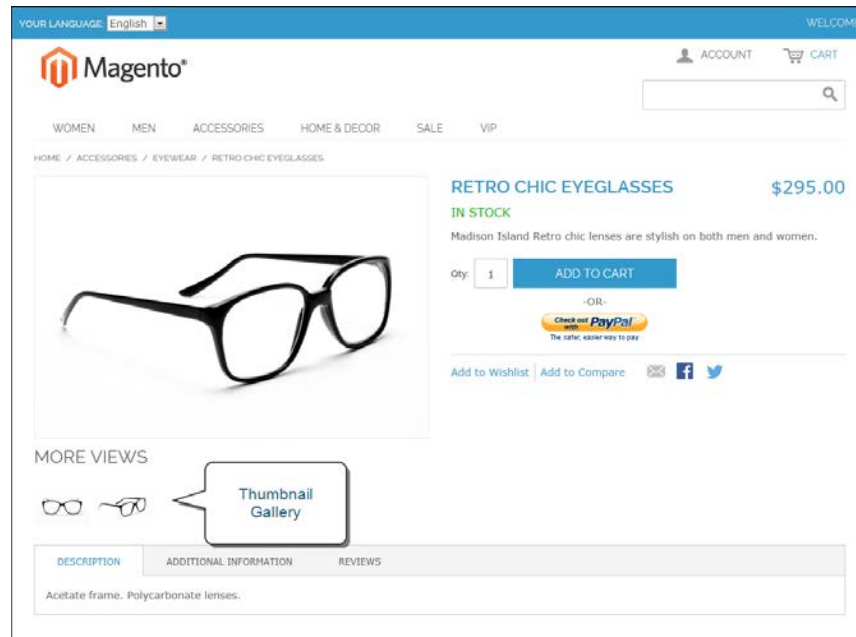 YOUR LANGUAGE: English
WELCOME
Magento®
ACCOUNT
CART
WOMEN MEN ACCESSORIES HOME & DECOR SALE VIP
HOME / ACCESSORIES / EYEWEAR / RETRO CHIC EYEGLASSES
RETRO CHIC EYEGLASSES $295.00
IN STOCK
Madison Island Retro chic lenses are stylish on both men and women.
Qty: 1 ADD TO CART
-OR-
Check out with PayPal
The safer, easier way to pay
Add to Wishlist Add to Compare
MORE VIEWS
Thumbnail
Gallery
DESCRIPTION ADDITIONAL INFORMATION REVIEWS
Acetate frame. Polycarbonate lenses.